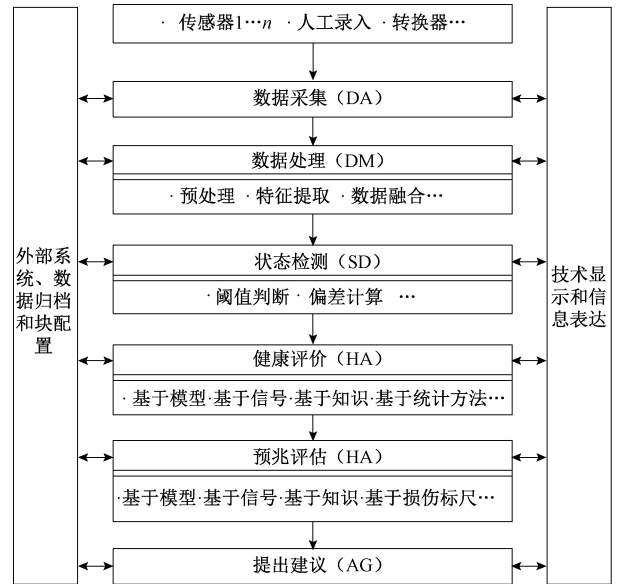 · 传感器1…n · 人工录入 · 转换器…
数据采集（DA）
数据处理（DM）
· 预处理 · 特征提取 · 数据融合…
状态检测（SD）
·阈值判断 · 偏差计算 …
健康评价（HA）
· 基于模型·基于信号·基于知识·基于统计方法…
预兆评估（HA）
·基于模型·基于信号·基于知识·基于损伤标尺…
提出建议（AG）
外部系
统、数
据归档
和块配
置
技术显
示和信
息表达